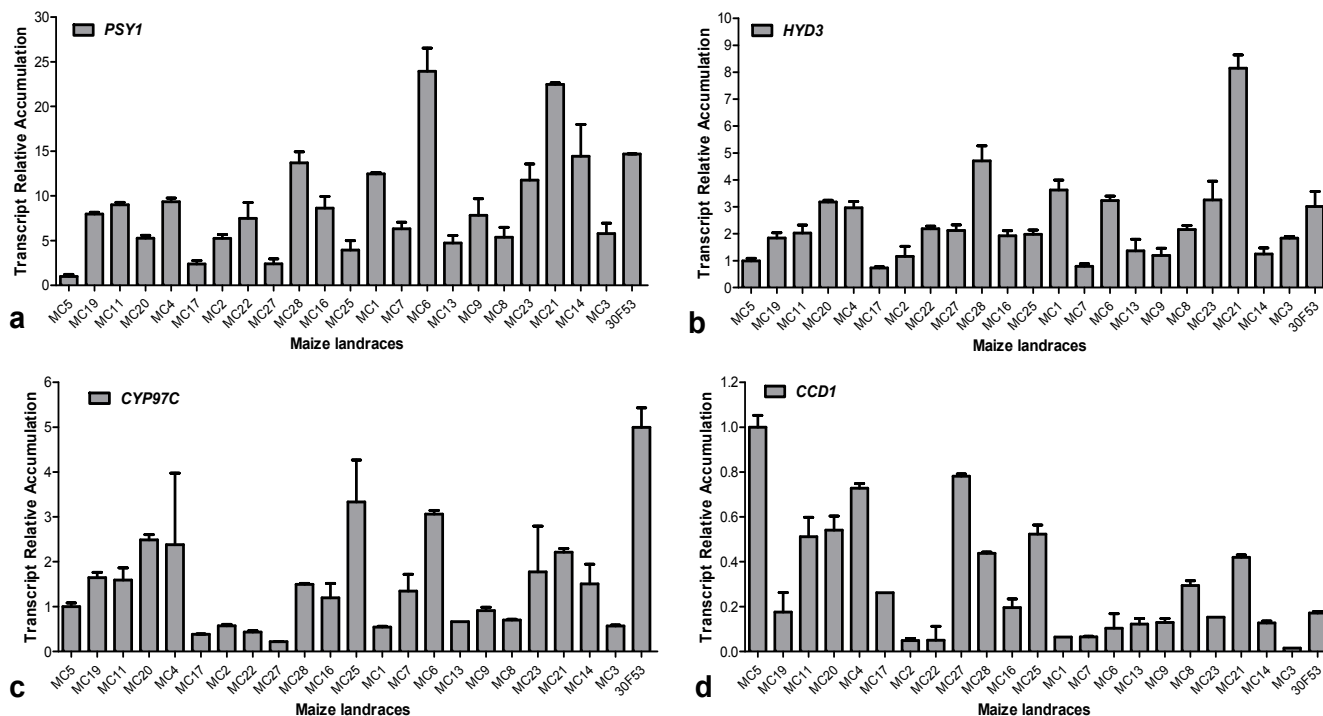 PSY1
30
25
20
15
10
5
0
Transcript Relative Accumulation
MC5 MC19 MC11 MC20 MC4 MC17 MC2 MC22 MC27 MC28 MC16 MC25 MC1 MC7 MC6 MC13 MC9 MC8 MC23 MC21 MC14 MC3 30F53
Maize landraces
a
HYD3
10
9
8
7
6
5
4
3
2
1
0
Transcript Relative Accumulation
MC5 MC19 MC11 MC20 MC4 MC17 MC2 MC22 MC27 MC28 MC16 MC25 MC1 MC7 MC6 MC13 MC9 MC8 MC23 MC21 MC14 MC3 30F53
Maize landraces
b
CYP97C
6
5
4
3
2
1
0
Transcript Relative Accumulation
MC5 MC19 MC11 MC20 MC4 MC17 MC2 MC22 MC27 MC28 MC16 MC25 MC1 MC7 MC6 MC13 MC9 MC8 MC23 MC21 MC14 MC3 30F53
Maize landraces
c
CCD1
1.2
1.0
0.8
0.6
0.4
0.2
0.0
Transcript Relative Accumulation
MC5 MC19 MC11 MC20 MC4 MC17 MC2 MC22 MC27 MC28 MC16 MC25 MC1 MC7 MC6 MC13 MC9 MC8 MC23 MC21 MC14 MC3 30F53
Maize landraces
d